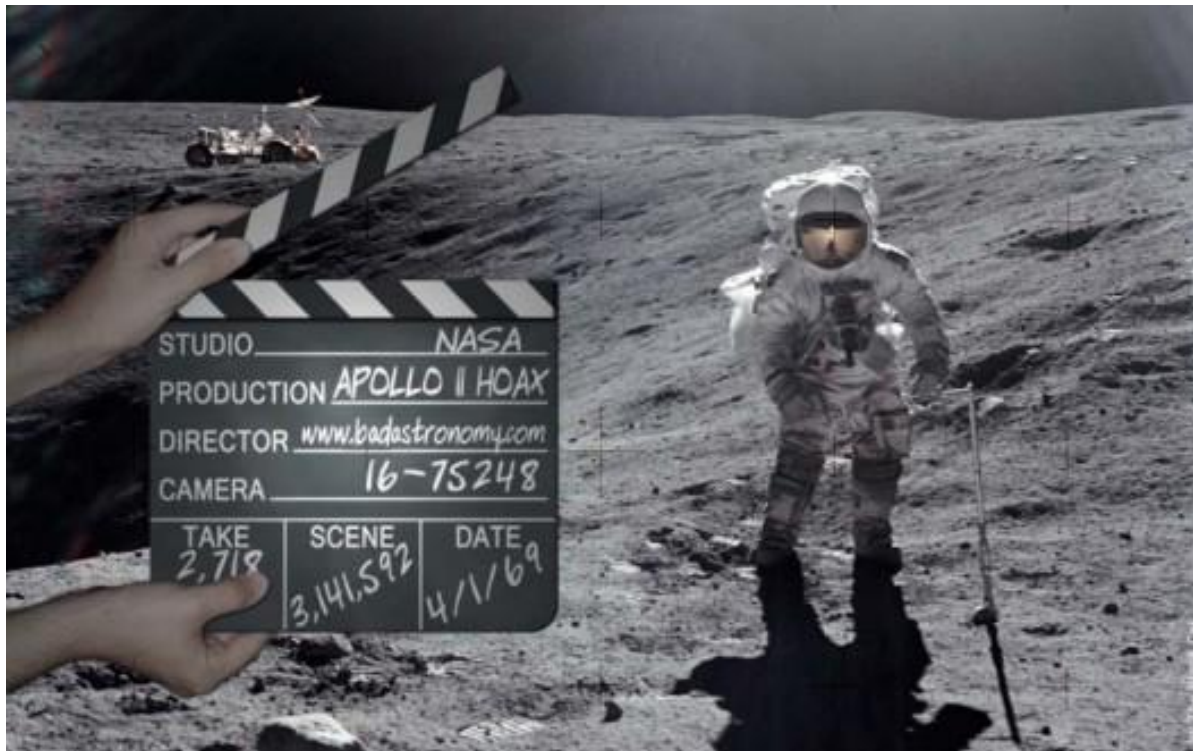 STUDIO NASA
PRODUCTION APOLLO 11 HOAX
DIRECTOR www.badastronomy.com
CAMERA 16-75248
TAKE SCENE DATE
2,718 3,141,592 4/1/69